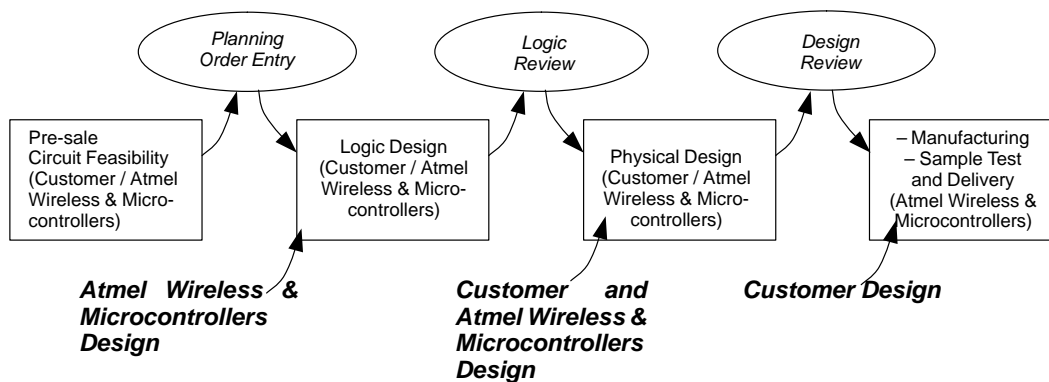 Planning
Order Entry
Logic
Review
Design
Review
Pre-sale
Circuit Feasibility
(Customer / Atmel
Wireless & Micro-
controllers)
Logic Design
(Customer / Atmel
Wireless & Micro-
controllers)
Physical Design
(Customer / Atmel
Wireless & Micro-
controllers)
– Manufacturing
– Sample Test
and Delivery
(Atmel Wireless &
Microcontrollers)
Atmel Wireless &
Microcontrollers
Design
Customer and
Atmel Wireless &
Microcontrollers
Design
Customer Design